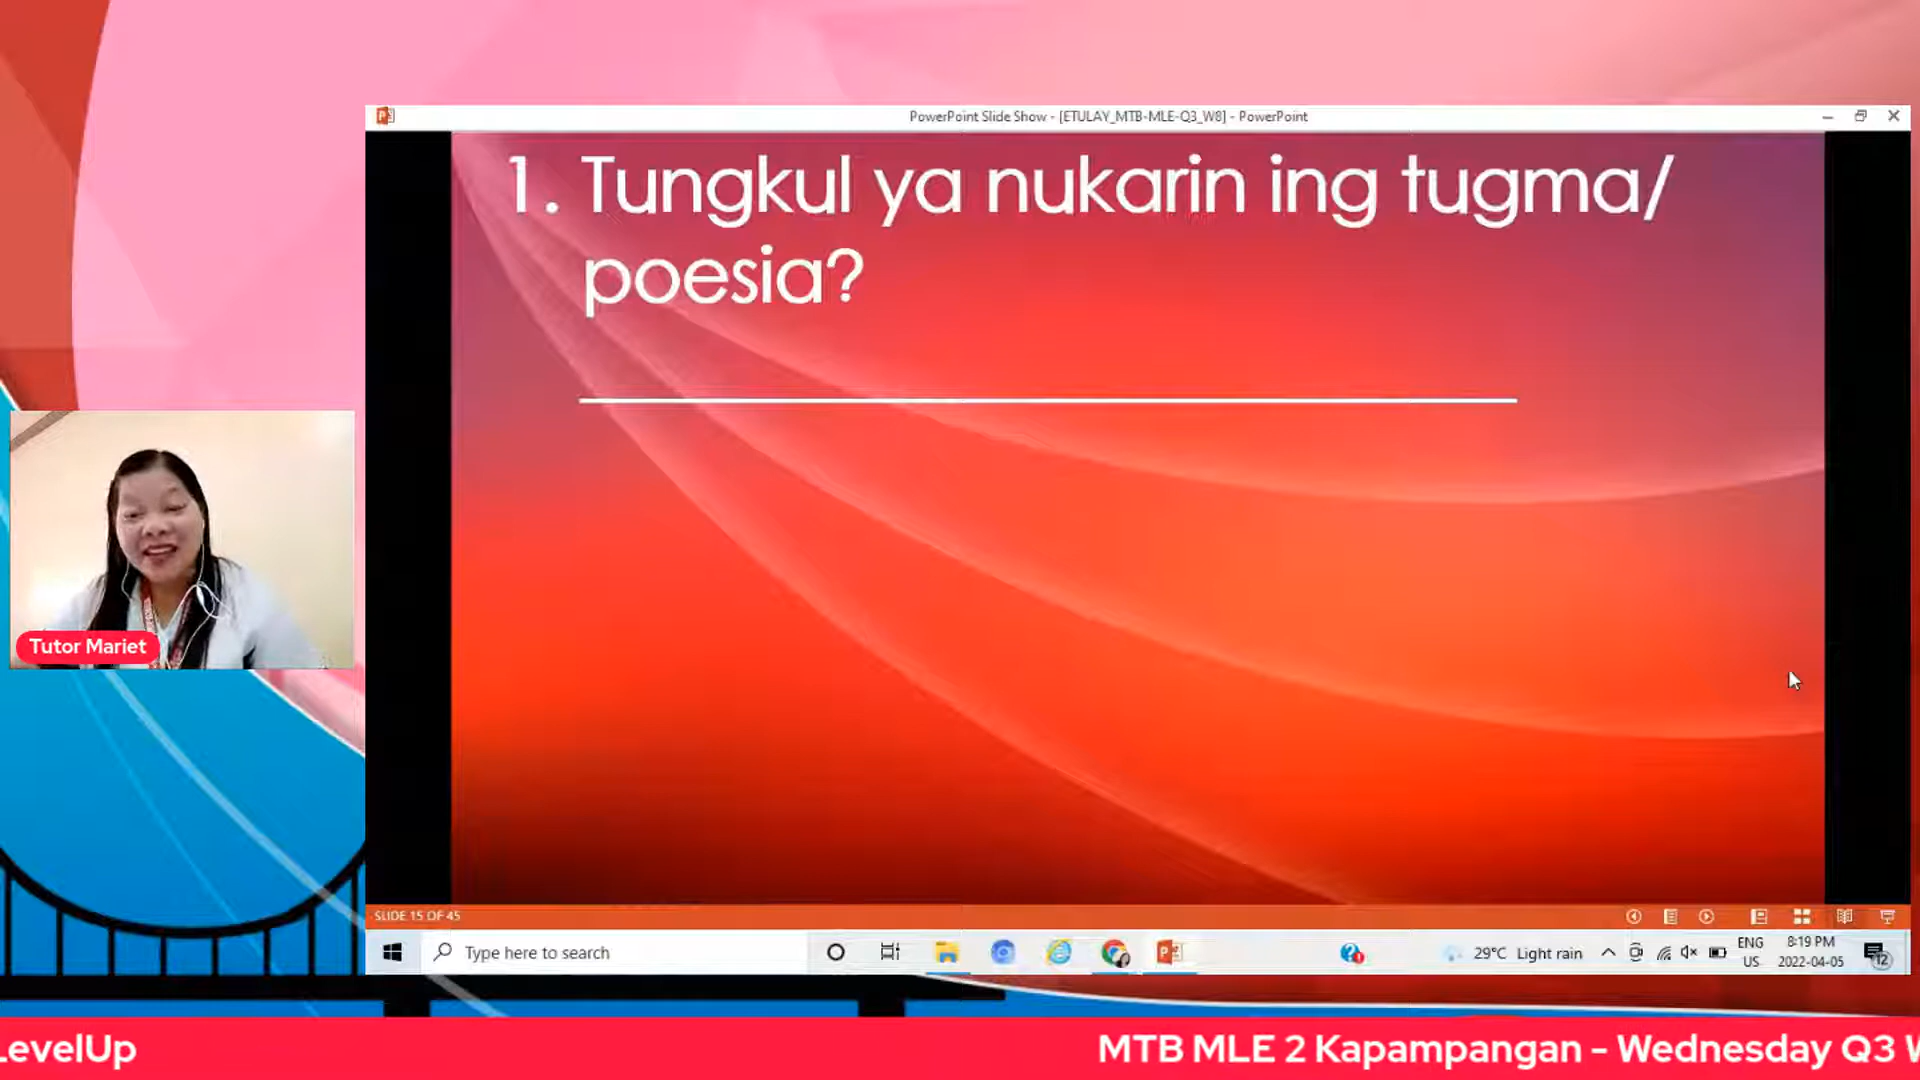 PowerPoint Slide Show - [ETULAY_MTB-MLE-Q3_W8] - PowerPoint
1. Tungkul ya nukarin ing tugma/
poesia?
Tutor Mariet
SLIDE 15 OF 45
Type here to search
29°C Light rain
ENG
US
8:19 PM
2022-04-05
12
LevelUp
MTB MLE 2 Kapampangan - Wednesday Q3